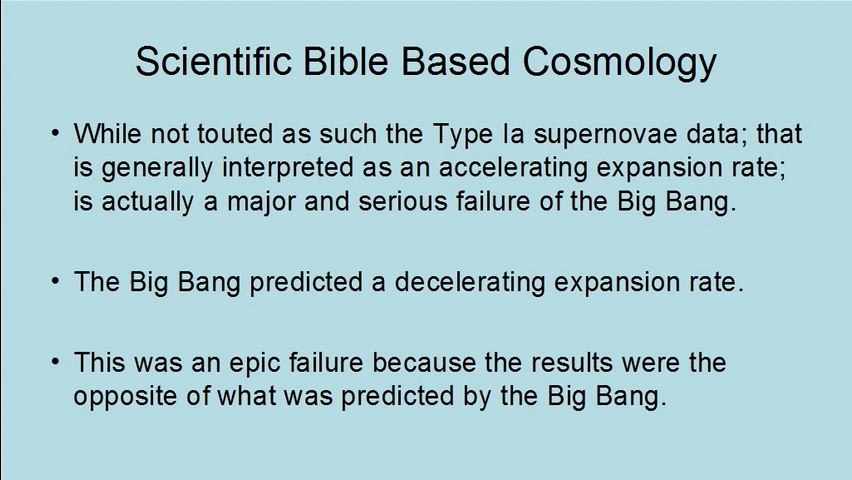 Scientific Bible Based Cosmology
• While not touted as such the Type Ia supernovae data; that
is generally interpreted as an accelerating expansion rate;
is actually a major and serious failure of the Big Bang.
• The Big Bang predicted a decelerating expansion rate.
• This was an epic failure because the results were the
opposite of what was predicted by the Big Bang.